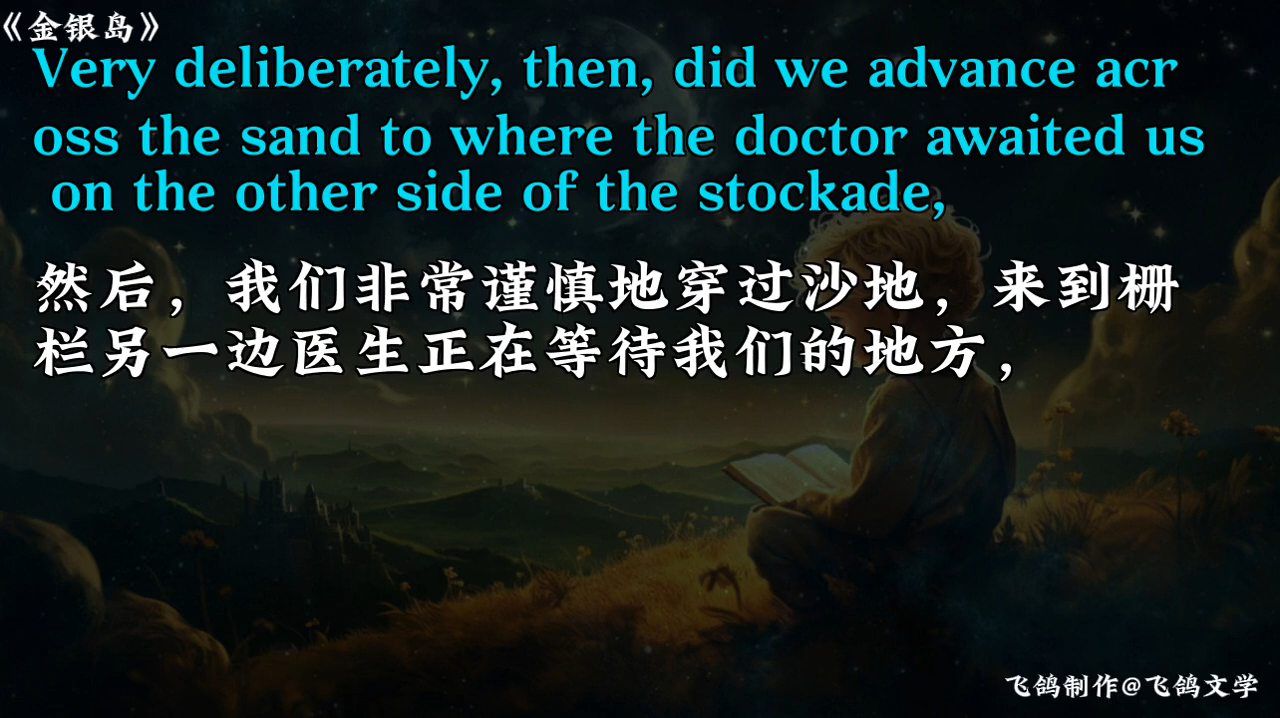 《金银岛》
Very deliberately, then, did we advance acr
oss the sand to where the doctor awaited us
on the other side of the stockade,
然后，我们非常谨慎地穿过沙地，来到栅
栏另一边医生正在等待我们的地方，
飞鸽制作@飞鸽文学